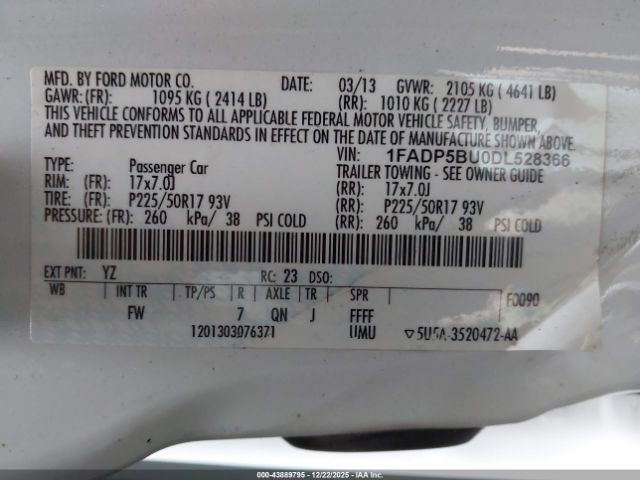 MFD. BY FORD MOTOR CO. DATE: 03/13 GVWR: 2105 KG ( 4641 LB)
GAWR: (FR): 1095 KG ( 2414 LB) (RR): 1010 KG ( 2227 LB)
THIS VEHICLE CONFORMS TO ALL APPLICABLE FEDERAL MOTOR VEHICLE SAFETY, BUMPER,
AND THEFT PREVENTION STANDARDS IN EFFECT ON THE DATE OF MANUFACTURE SHOWN ABOVE.
VIN: 1FADP5BU0DL528366
TYPE: Passenger Car TRAILER TOWING - SEE OWNER GUIDE
RIM: (FR): 17x7.0J (RR): 17x7.0J
TIRE: (FR): P225/50R17 93V (RR): P225/50R17 93V
PRESSURE: (FR): 260 kPa/ 38 PSI COLD (RR): 260 kPa/ 38 PSI COLD
EXT PNT: YZ RC: 23 DSO:
WB INT TR TP/PS R AXLE TR SPR F0090
FW 7 QN J FFFF
1201303076371 UMU ▽5U5A-3520472-AA
000-43889795 - 12/22/2025 - IAAI.com